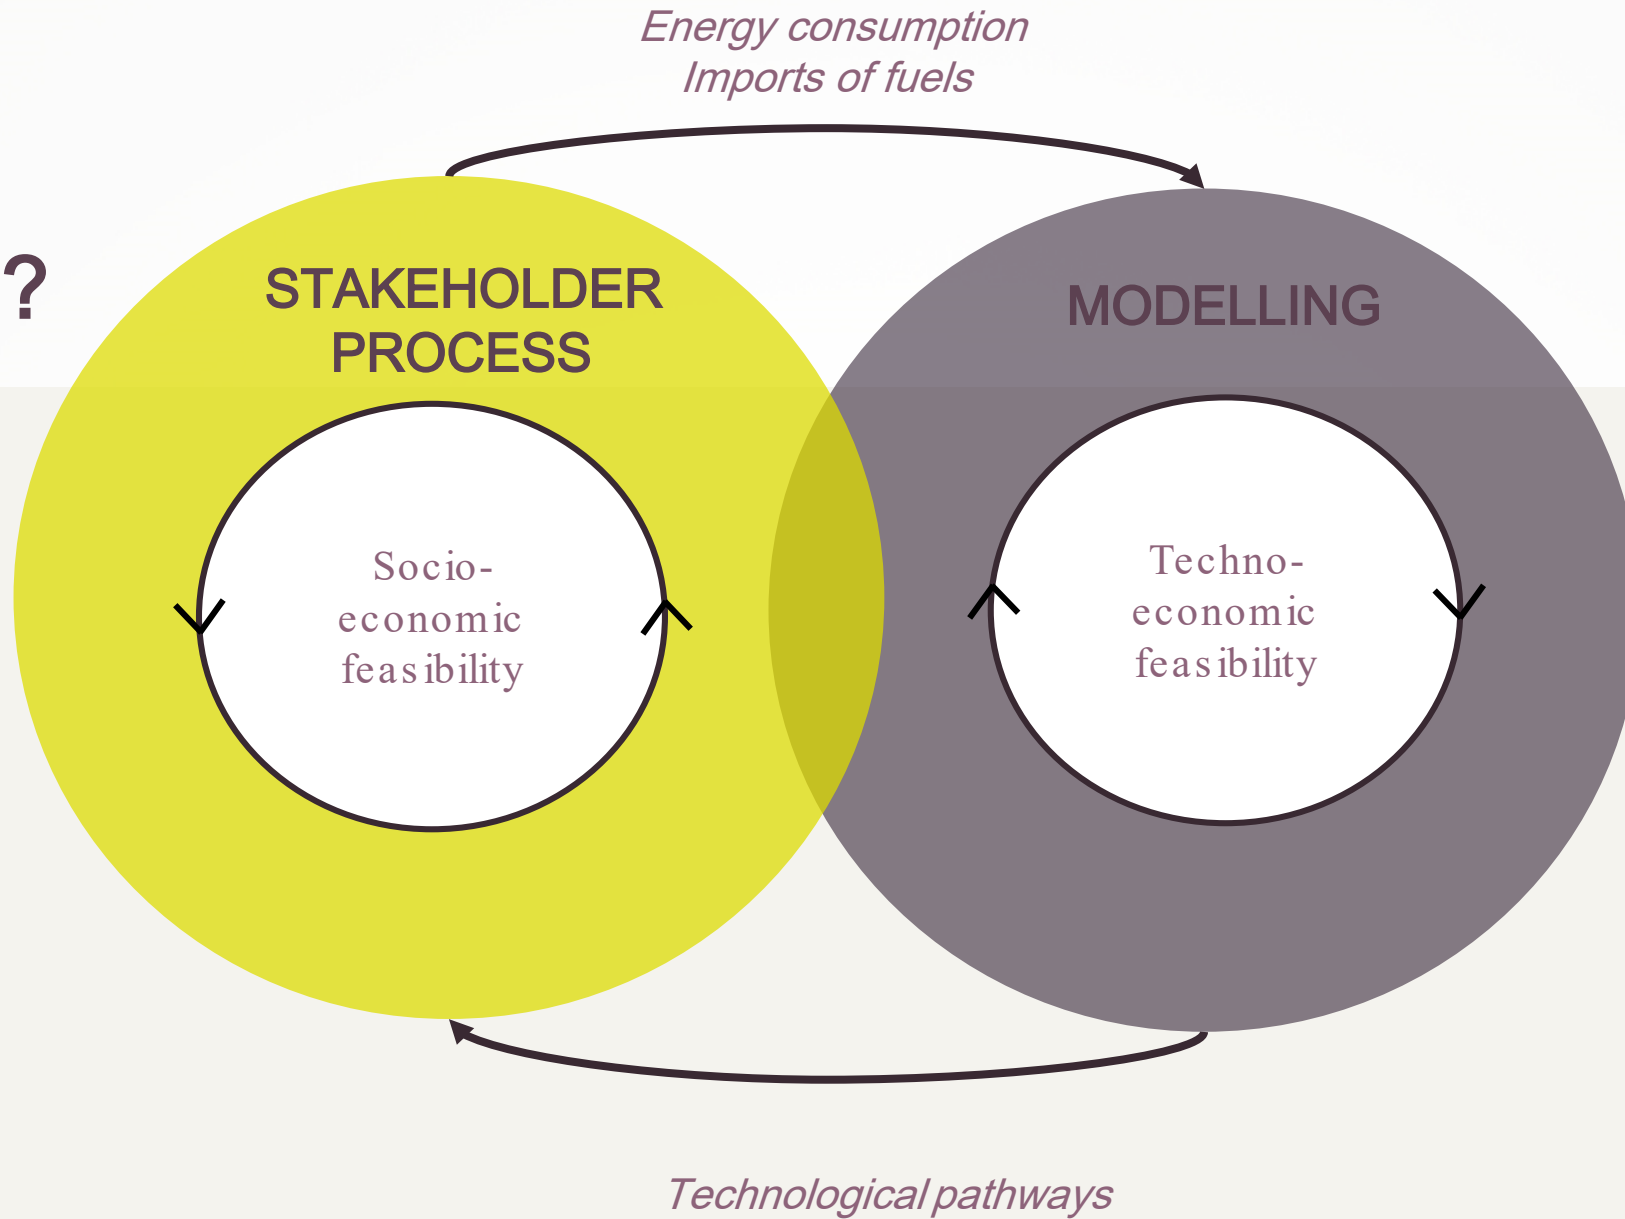 Energy consumption
Imports of fuels
?
STAKEHOLDER
PROCESS
MODELLING
Socio-
economic
feasibility
Techno-
economic
feasibility
Technological pathways